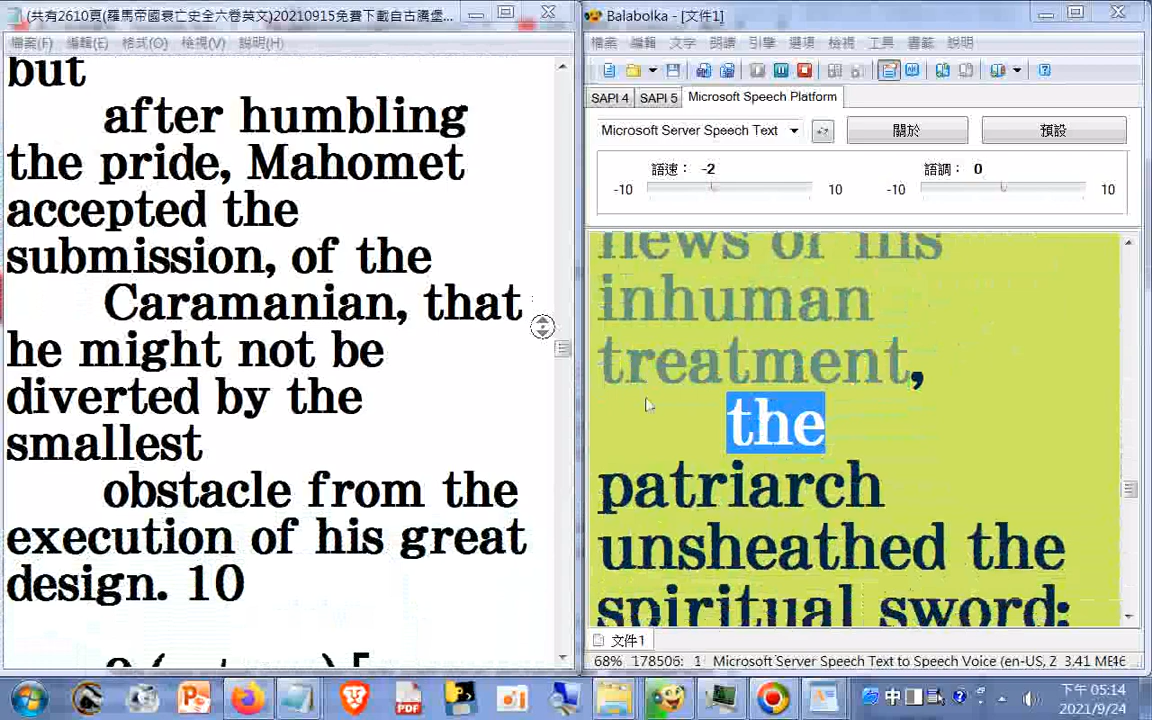 (共有2610頁(羅馬帝國衰亡史全六卷英文)20210915免費下載自古騰堡...
檔案(F) 編輯(E) 格式(O) 檢視(V) 說明(H)
but
after humbling
the pride, Mahomet
accepted the
submission, of the
Caramanian, that
he might not be
diverted by the
smallest
obstacle from the
execution of his great
design. 10
Balabolka - [文件1]
檔案 編輯 文字 朗讀 引擎 選項 檢視 工具 書籤 說明
SAPI 4 SAPI 5 Microsoft Speech Platform
Microsoft Server Speech Text 關於 預設
語速： -2 語調： 0
-10 10 -10 10
news of his
inhuman
treatment,
the
patriarch
unsheathed the
spiritual sword;
文件1
68% 178506: 1 Microsoft Server Speech Text to Speech Voice (en-US, Z 3,41 ME46
中
下午 05:14
2021/9/24